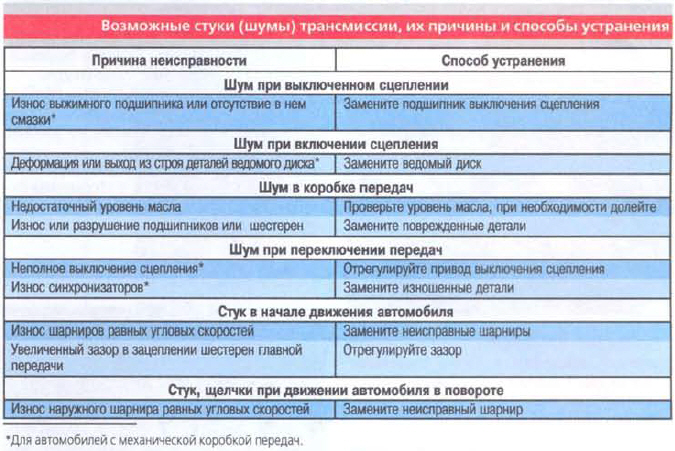 Возможные стуки (шумы) трансмиссии, их причины и способы устранения
Причина неисправности Способ устранения
Шум при выключенном сцеплении
Износ выжимного подшипника или отсутствие в нем Замените подшипник выключения сцепления
смазки*
Шум при включении сцепления
Деформация или выход из строя деталей ведомого диска* Замените ведомый диск
Шум в коробке передач
Недостаточный уровень масла Проверьте уровень масла, при необходимости долейте
Износ или разрушение подшипников или шестерен Замените поврежденные детали
Шум при переключении передач
Неполное выключение сцепления* Отрегулируйте привод выключения сцепления
Износ синхронизаторов* Замените изношенные детали
Стук в начале движения автомобиля
Износ шарниров равных угловых скоростей Замените неисправные шарниры
Увеличенный зазор в зацеплении шестерен главной Отрегулируйте зазор
передачи
Стук, щелчки при движении автомобиля в повороте
Износ наружного шарнира равных угловых скоростей Замените неисправный шарнир
*Для автомобилей с механической коробкой передач.